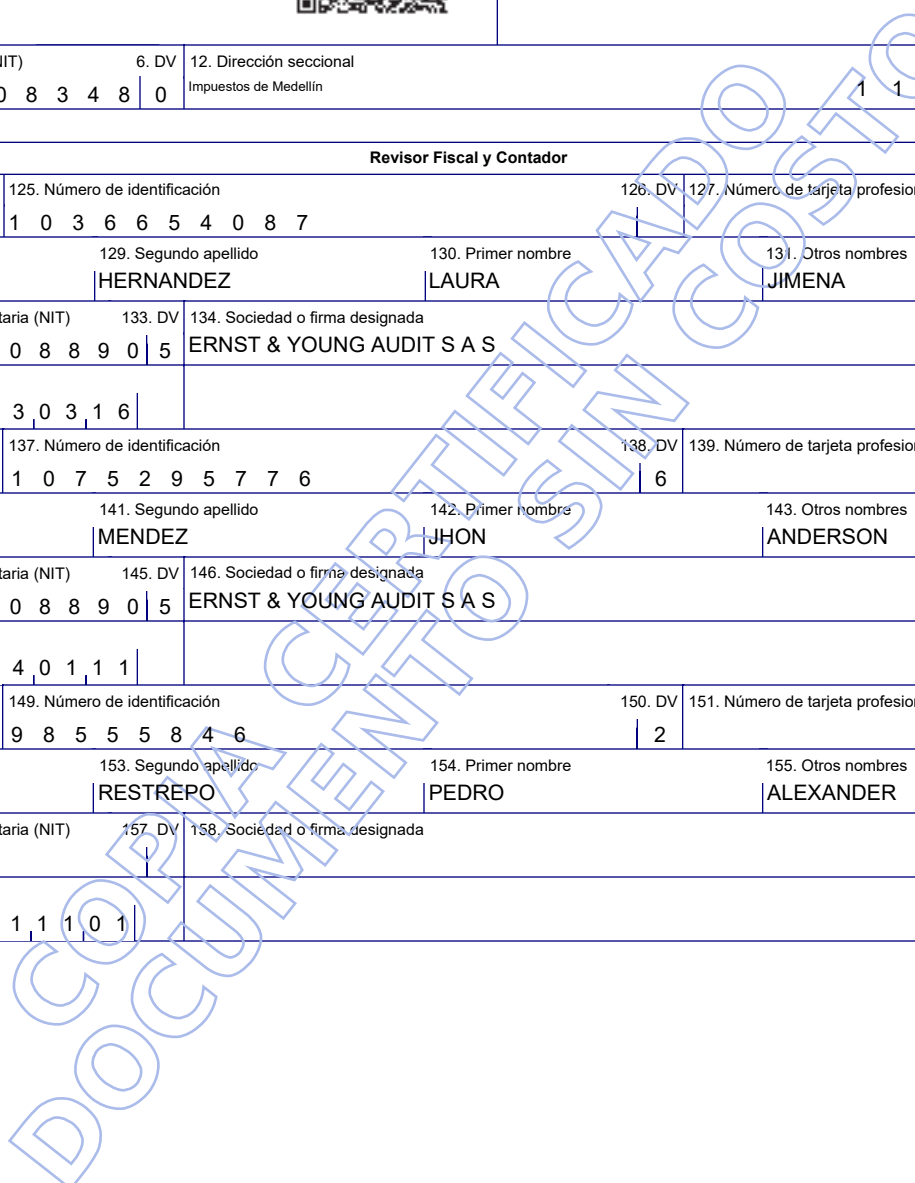 IIT) 6. DV 12. Dirección seccional
0 8 3 4 8 0 Impuestos de Medellín 1 1
Revisor Fiscal y Contador
125. Número de identificación 126. DV 127. Número de tarjeta profesion
1 0 3 6 6 5 4 0 8 7
129. Segundo apellido 130. Primer nombre 131. Otros nombres
HERNANDEZ LAURA JIMENA
taria (NIT) 133. DV 134. Sociedad o firma designada
0 8 8 9 0 5 ERNST & YOUNG AUDIT S A S
3 0 3 1 6
137. Número de identificación 138. DV 139. Número de tarjeta profesion
1 0 7 5 2 9 5 7 7 6 6
141. Segundo apellido 142. Primer nombre 143. Otros nombres
MENDEZ JHON ANDERSON
taria (NIT) 145. DV 146. Sociedad o firma designada
0 8 8 9 0 5 ERNST & YOUNG AUDIT S A S
4 0 1 1 1
149. Número de identificación 150. DV 151. Número de tarjeta profesion
9 8 5 5 5 8 4 6 2
153. Segundo apellido 154. Primer nombre 155. Otros nombres
RESTREPO PEDRO ALEXANDER
taria (NIT) 157. DV 158. Sociedad o firma designada
1 1 1 0 1
COPIA CERTIFICADO
DOCUMENTO SIN COSTO